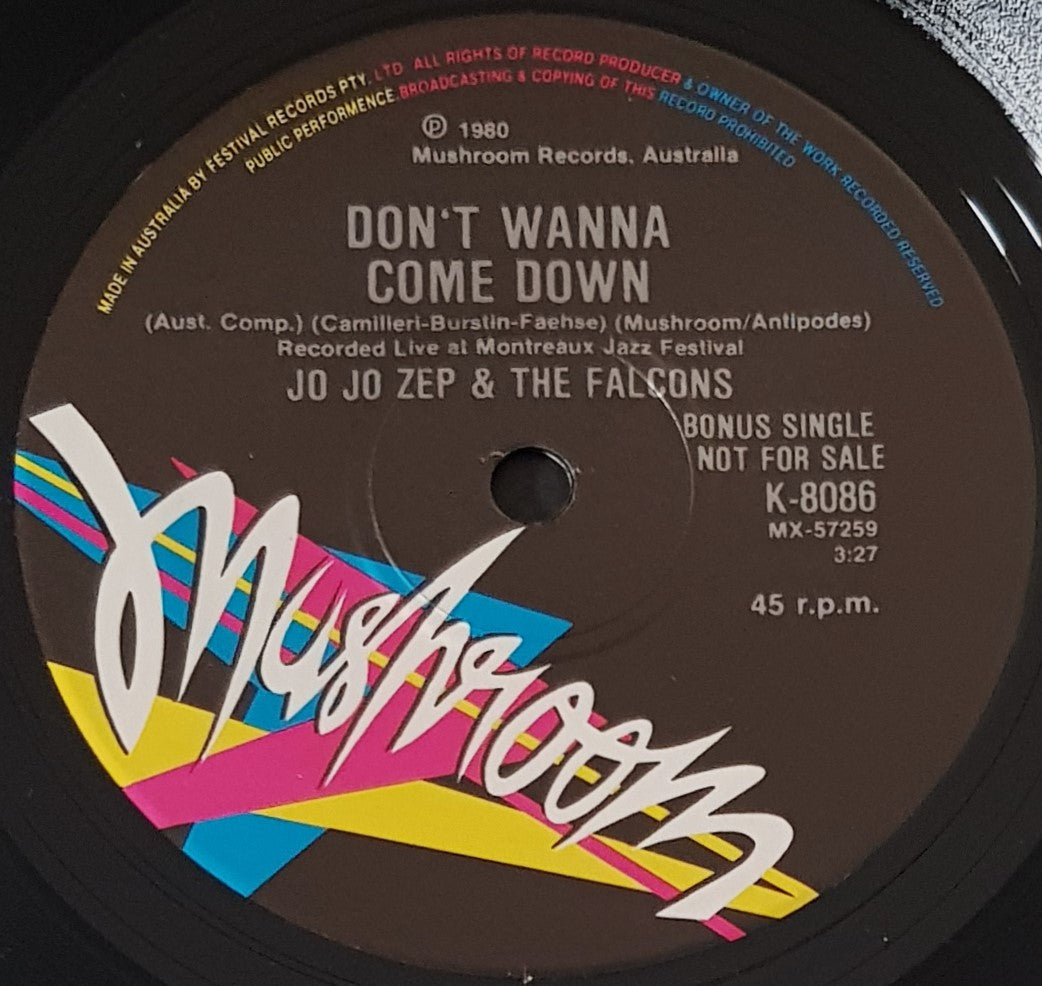 MADE IN AUSTRALIA BY FESTIVAL RECORDS PTY. LTD ALL RIGHTS OF RECORD PRODUCER & OWNER OF THE WORK RECORDED RESERVED
PUBLIC PERFORMENCE.BROADCASTING & COPYING OF THIS RECORD PROHIBITED
℗ 1980
Mushroom Records. Australia
DON'T WANNA
COME DOWN
(Aust. Comp.) (Camilleri-Burstin-Faehse) (Mushroom/Antipodes)
Recorded Live at Montreaux Jazz Festival
JO JO ZEP & THE FALCONS
BONUS SINGLE
NOT FOR SALE
K-8086
MX-57259
3:27
45 r.p.m.
Mushroom